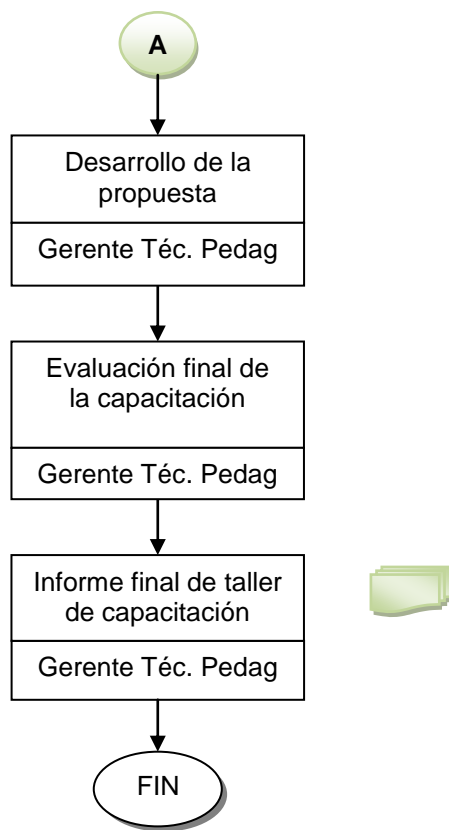 A
Desarrollo de la
propuesta
Gerente Téc. Pedag
Evaluación final de
la capacitación
Gerente Téc. Pedag
Informe final de taller
de capacitación
Gerente Téc. Pedag
FIN